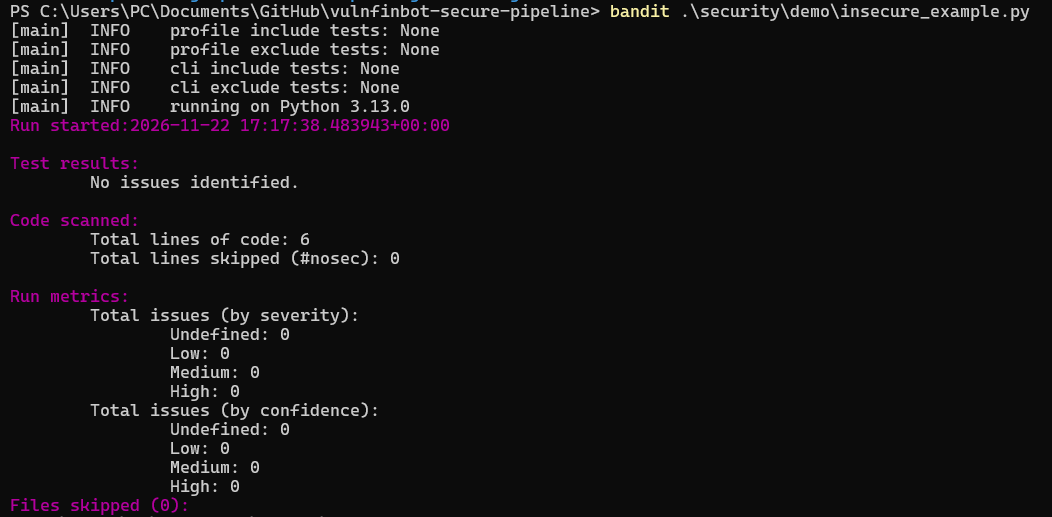 PS C:\Users\PC\Documents\GitHub\vulnfinbot-secure-pipeline> bandit .\security\demo\insecure_example.py
[main]  INFO    profile include tests: None
[main]  INFO    profile exclude tests: None
[main]  INFO    cli include tests: None
[main]  INFO    cli exclude tests: None
[main]  INFO    running on Python 3.13.0
Run started:2026-11-22 17:17:38.483943+00:00
Test results:
No issues identified.
Code scanned:
Total lines of code: 6
Total lines skipped (#nosec): 0
Run metrics:
Total issues (by severity):
Undefined: 0
Low: 0
Medium: 0
High: 0
Total issues (by confidence):
Undefined: 0
Low: 0
Medium: 0
High: 0
Files skipped (0):